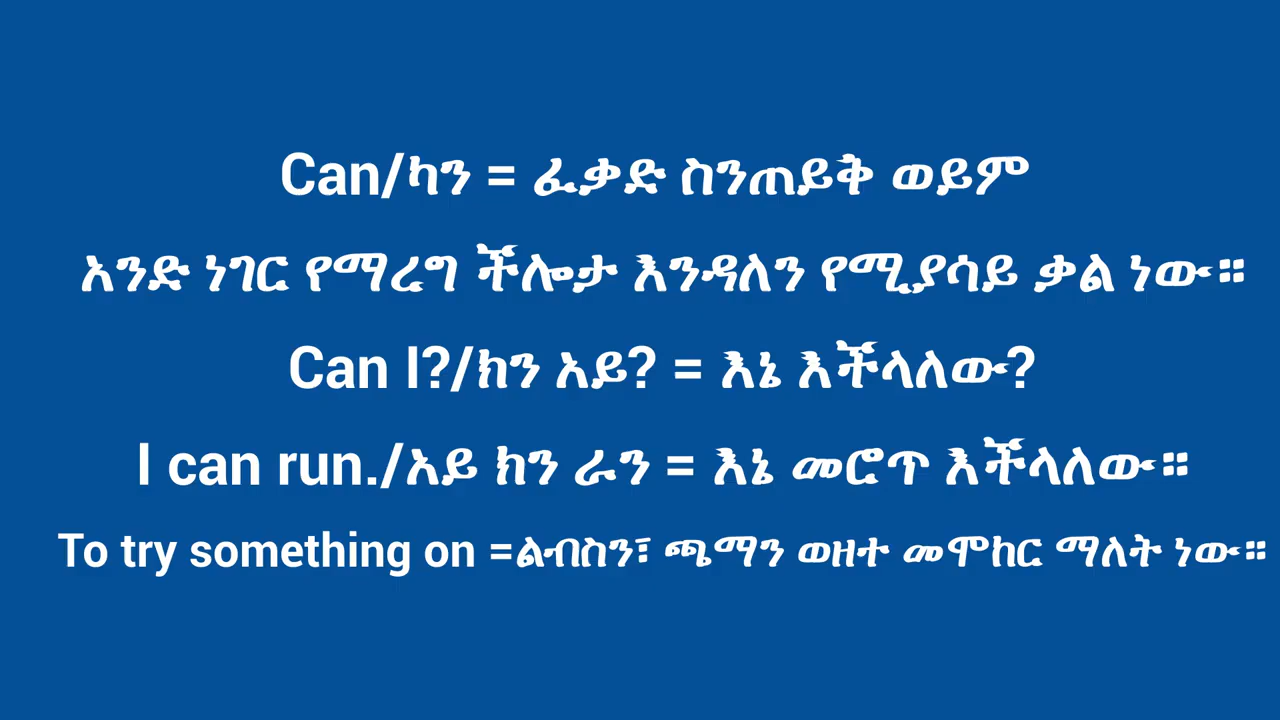 Can/ካን = ፈቃድ ስንጠይቅ ወይም
አንድ ነገር የማረግ ችሎታ እንዳለን የሚያሳይ ቃል ነው።
Can I?/ክን አይ? = እኔ እችላለው?
I can run./አይ ክን ራን = እኔ መሮጥ እችላለው።
To try something on =ልብስን፣ ጫማን ወዘተ መሞከር ማለት ነው።